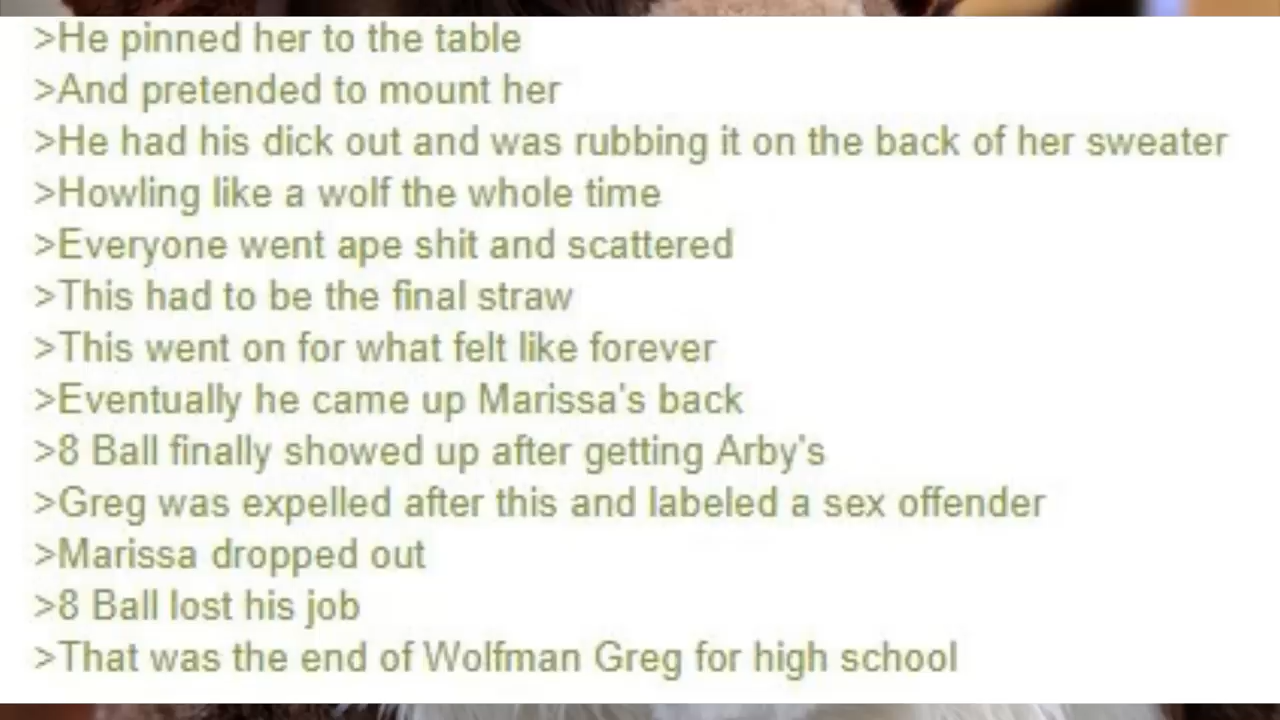 >He pinned her to the table
>And pretended to mount her
>He had his dick out and was rubbing it on the back of her sweater
>Howling like a wolf the whole time
>Everyone went ape shit and scattered
>This had to be the final straw
>This went on for what felt like forever
>Eventually he came up Marissa's back
>8 Ball finally showed up after getting Arby's
>Greg was expelled after this and labeled a sex offender
>Marissa dropped out
>8 Ball lost his job
>That was the end of Wolfman Greg for high school